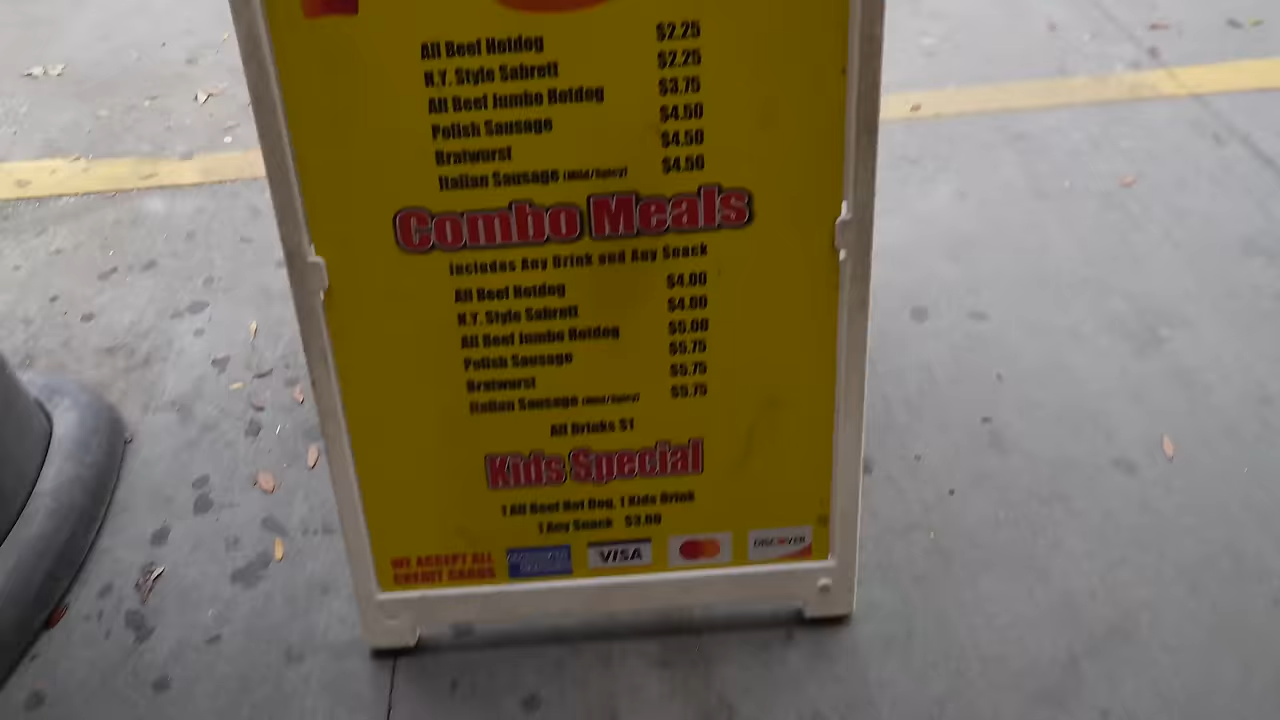 All Beef Hotdog $2.25
N.Y. Style Sabrett $2.25
All Beef Jumbo Hotdog $3.75
Polish Sausage $4.50
Bratwurst $4.50
Italian Sausage (Mild/Spicy) $4.50
Combo Meals
Includes Any Drink and Any Snack
All Beef Hotdog $4.00
N.Y. Style Sabrett $4.00
All Beef Jumbo Hotdog $5.00
Polish Sausage $5.75
Bratwurst $5.75
Italian Sausage (Mild/Spicy) $5.75
All Drinks $1
Kids Special
1 All Beef Hot Dog, 1 Kids Drink
1 Any Snack $3.00
WE ACCEPT ALL
CREDIT CARDS
AMERICAN EXPRESS
VISA
DISCOVER